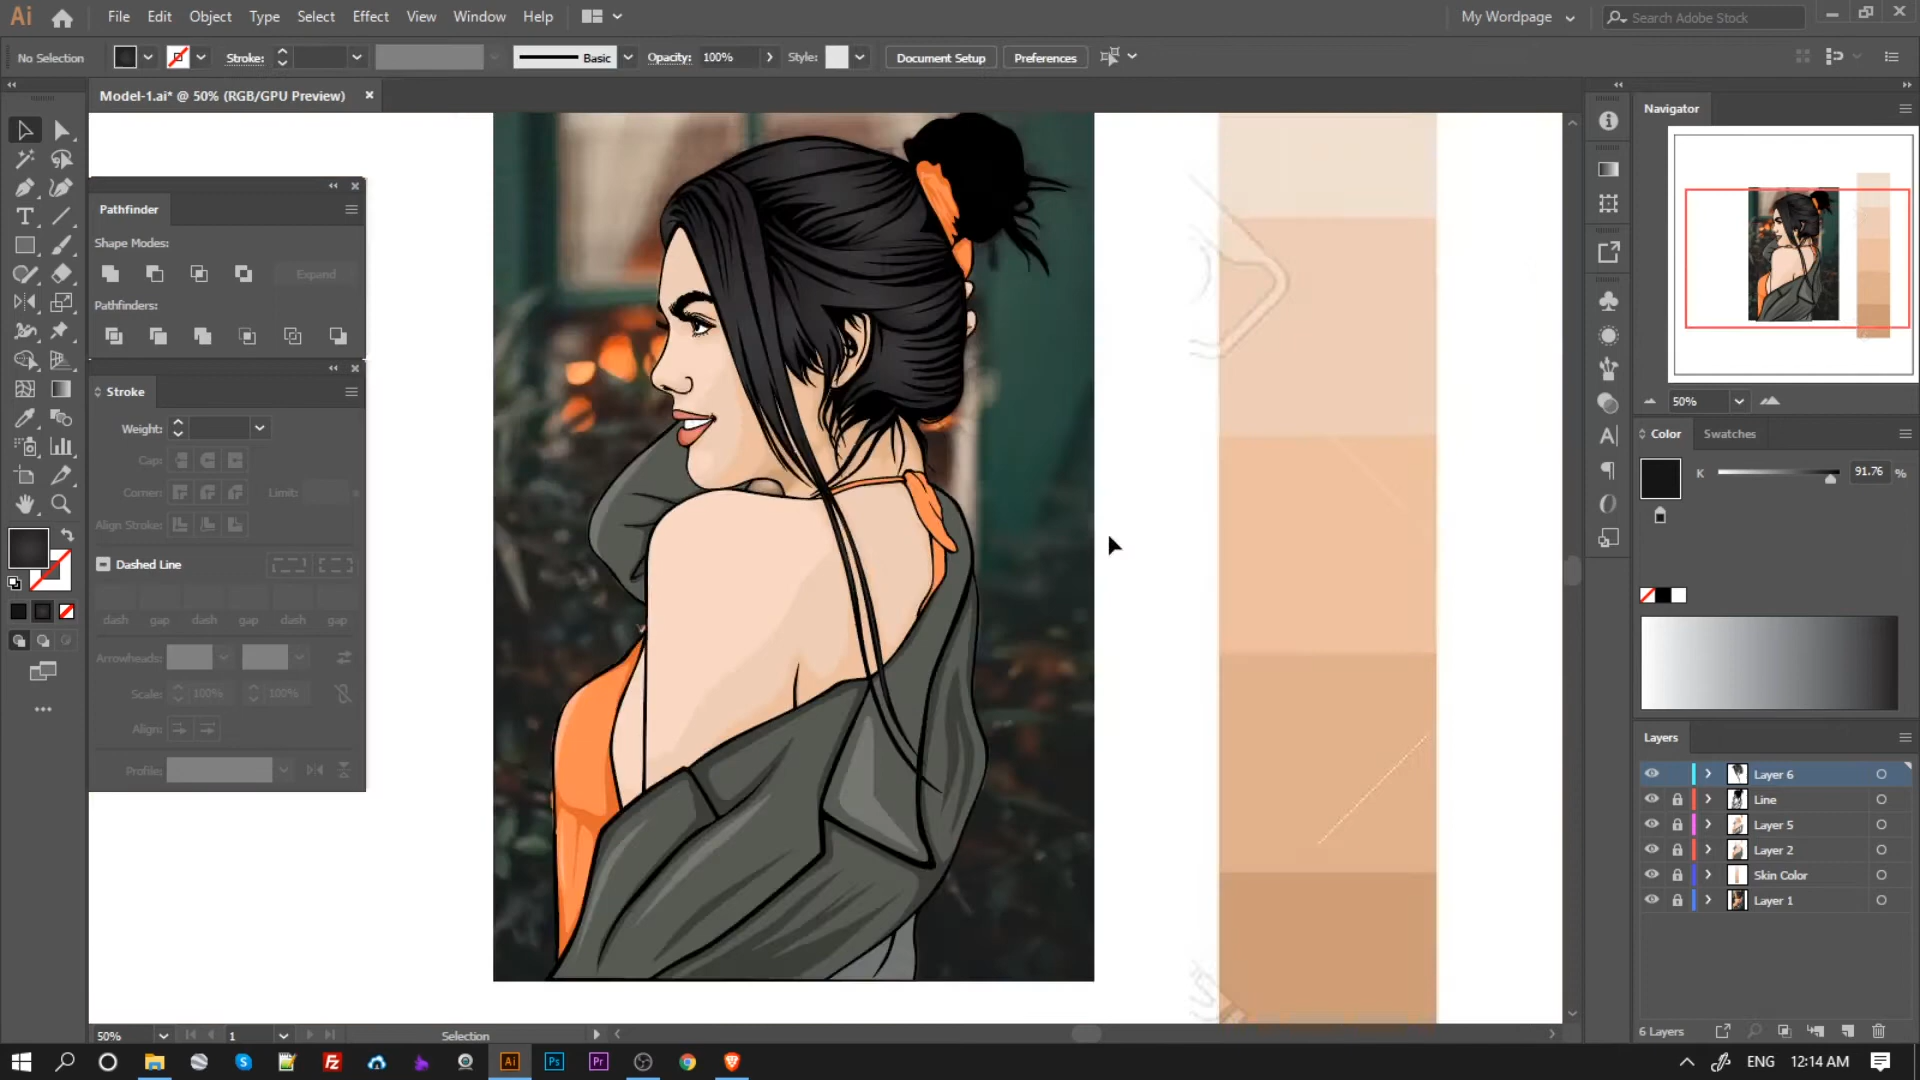 Ai
File Edit Object Type Select Effect View Window Help
My Wordpage
Search Adobe Stock
No Selection
Stroke:
Basic
Opacity: 100%
Style:
Document Setup
Preferences
Model-1.ai* @ 50% (RGB/GPU Preview)
Pathfinder
Shape Modes:
Expand
Pathfinders:
Stroke
Weight:
Cap:
Corner:
Limit:
Align Stroke:
Dashed Line
dash gap dash gap dash gap
Arrowheads:
Scale: 100% 100%
Align:
Profile:
Navigator
50%
Color
Swatches
K 91.76 %
Layers
Layer 6
Line
Layer 5
Layer 2
Skin Color
Layer 1
6 Layers
50%
1
Selection
Ai
Ps
Pr
ENG
12:14 AM